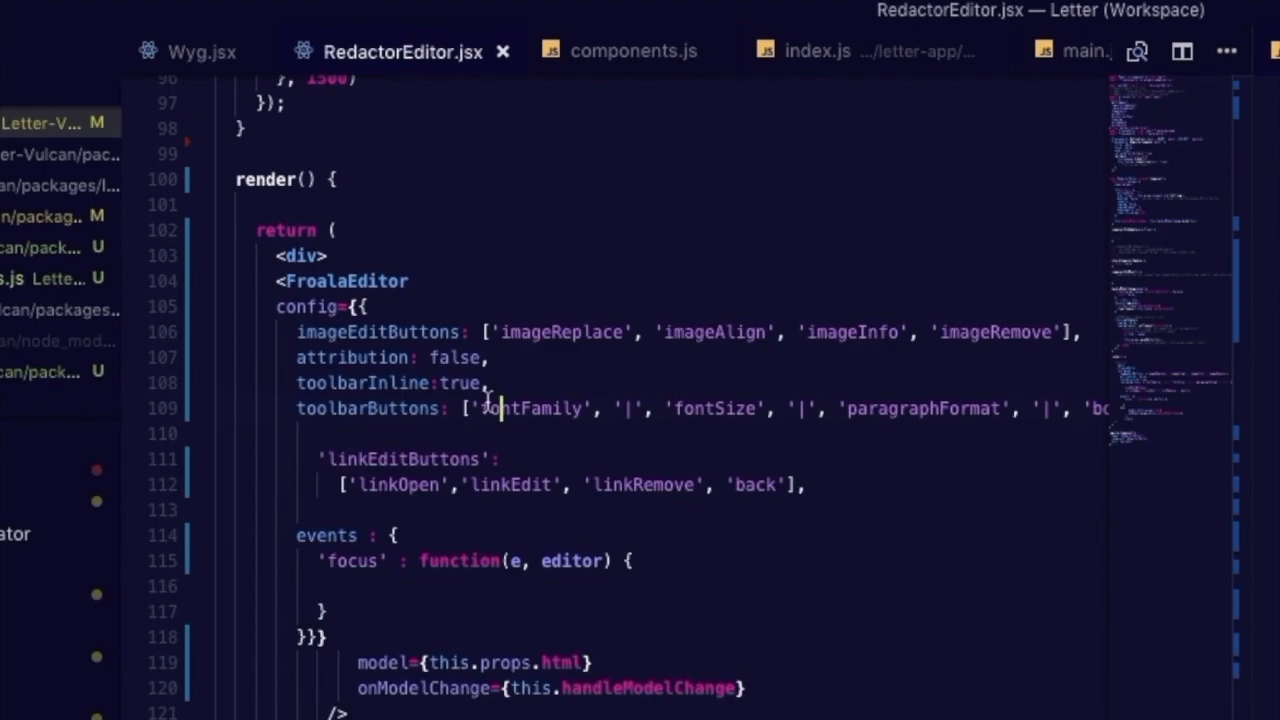 RedactorEditor.jsx — Letter (Workspace)
Wyg.jsx RedactorEditor.jsx × components.js index.js .../letter-app/... main.
Letter-V... M
er-Vulcan/pac...
an/packages/l...
n/packag.. M
can/pack... U
s.js Lette... U
lcan/packages..
an/node_mod...
can/pack... U
ator
96 }, 1500)
97 });
98 }
99
100 render() {
101
102 return (
103 <div>
104 <FroalaEditor
105 config={{
106 imageEditButtons: ['imageReplace', 'imageAlign', 'imageInfo', 'imageRemove'],
107 attribution: false,
108 toolbarInline:true,
109 toolbarButtons: ['fontFamily', '|', 'fontSize', '|', 'paragraphFormat', '|', 'bo
110
111 'linkEditButtons':
112 ['linkOpen','linkEdit', 'linkRemove', 'back'],
113
114 events : {
115 'focus' : function(e, editor) {
116
117 }
118 }}}
119 model={this.props.html}
120 onModelChange={this.handleModelChange}
121 />